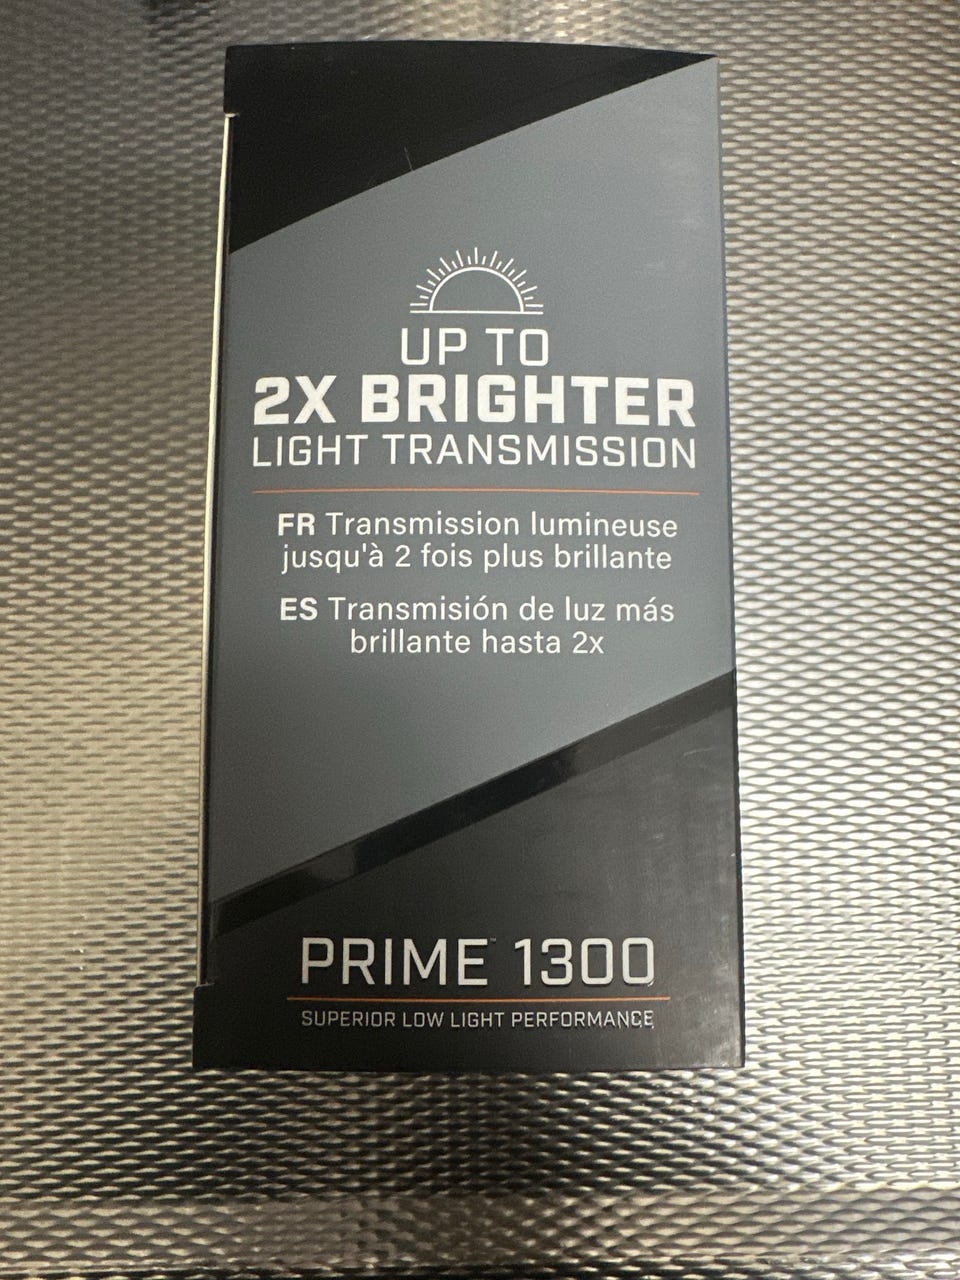 UP TO
2X BRIGHTER
LIGHT TRANSMISSION
FR Transmission lumineuse
jusqu'à 2 fois plus brillante
ES Transmisión de luz más
brillante hasta 2x
PRIME™ 1300
SUPERIOR LOW LIGHT PERFORMANCE